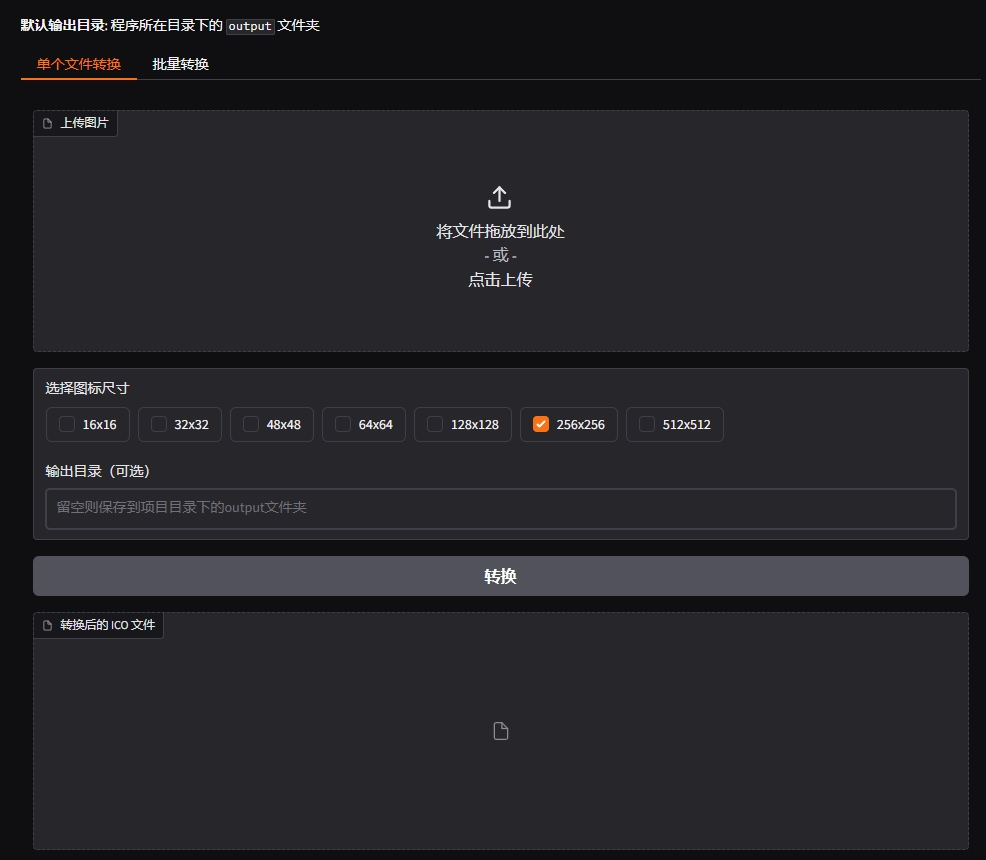 默认输出目录: 程序所在目录下的 output 文件夹
单个文件转换 批量转换
上传图片
将文件拖放到此处
- 或 -
点击上传
选择图标尺寸
16x16 32x32 48x48 64x64 128x128 256x256 512x512
输出目录（可选）
留空则保存到项目目录下的output文件夹
转换
转换后的 ICO 文件